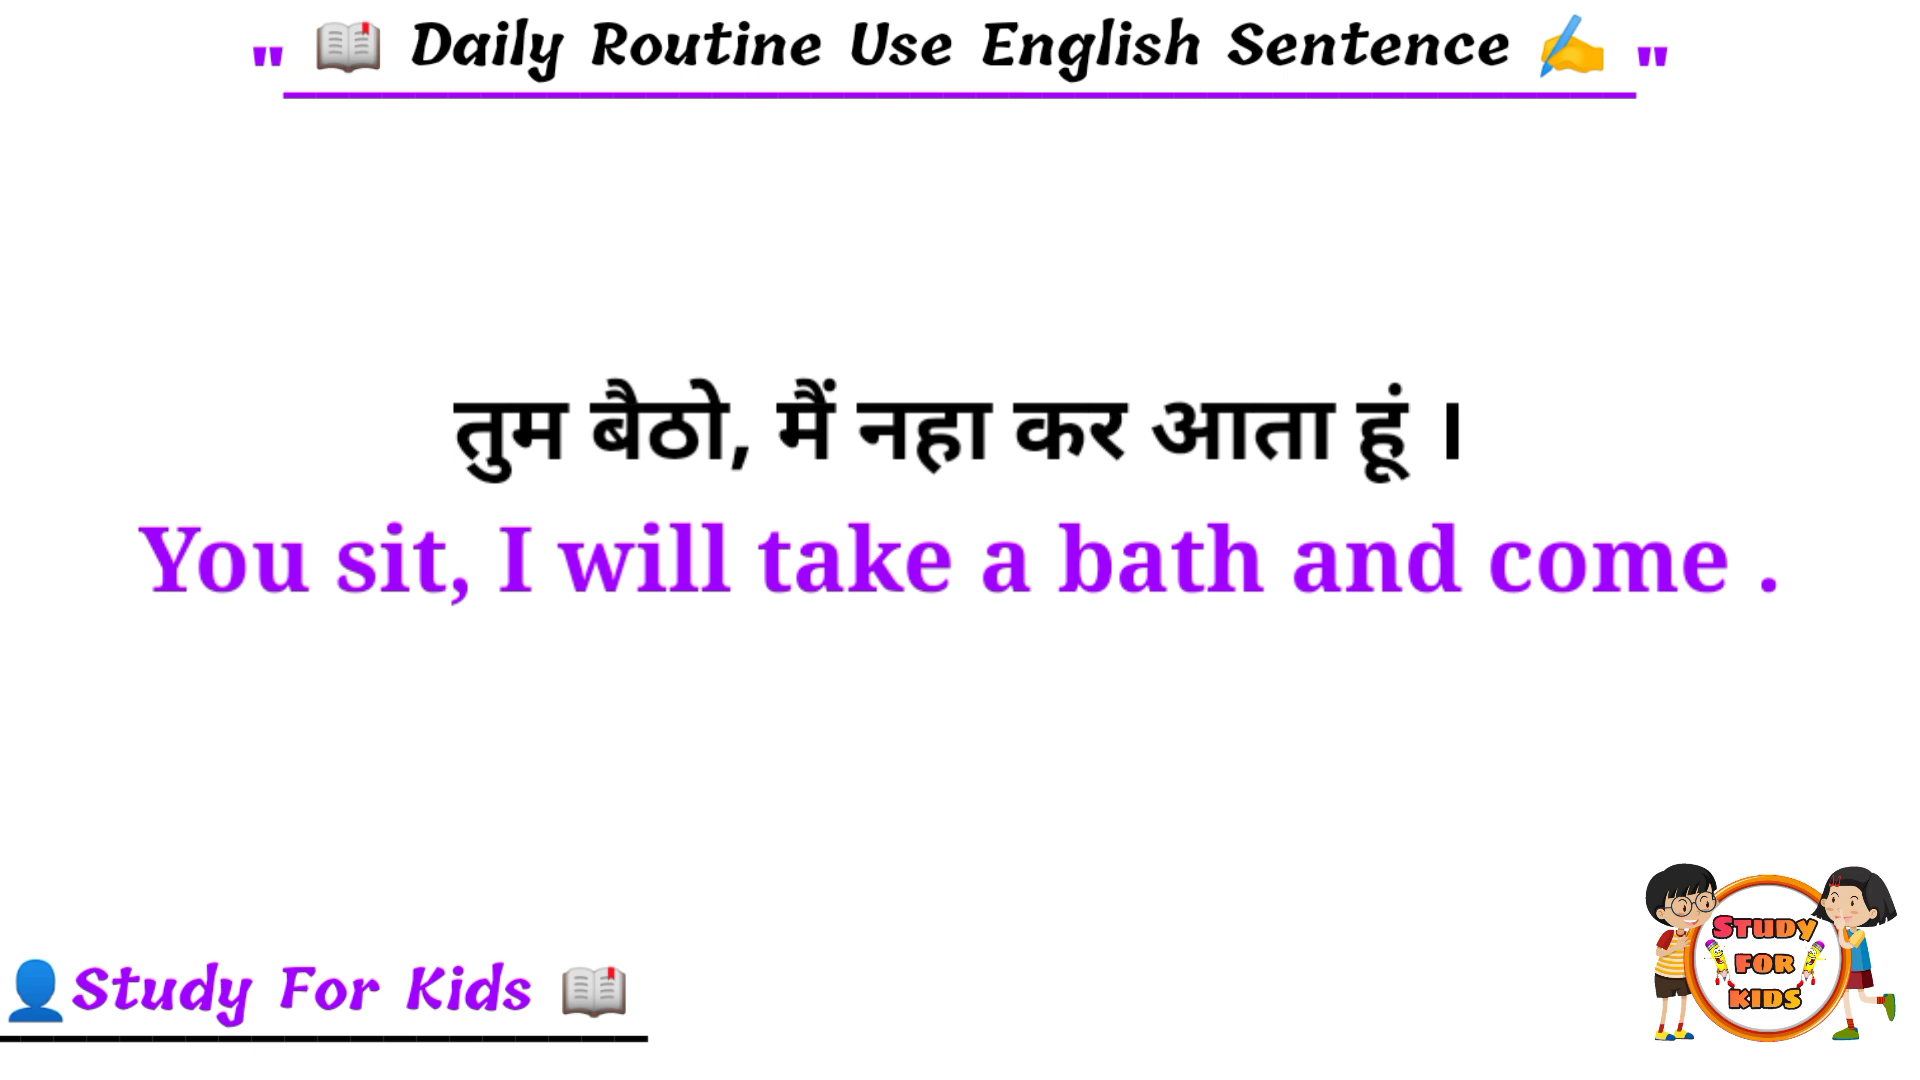 " 📖 Daily Routine Use English Sentence ✍️ "
तुम बैठो, मैं नहा कर आता हूं ।
You sit, I will take a bath and come .
STUDY
FOR
KIDS
👤Study For Kids 📖